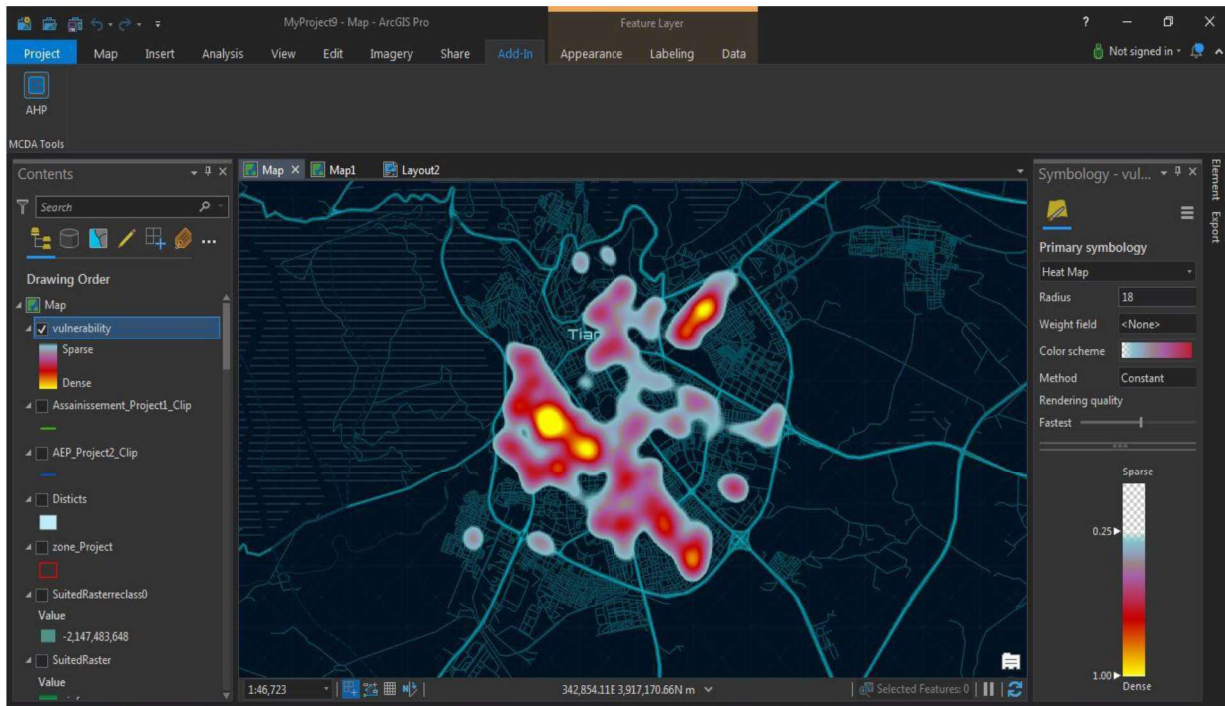 MyProject9 - Map - ArcGIS Pro
Feature Layer
?
Project Map Insert Analysis View Edit Imagery Share Add-In Appearance Labeling Data
Not signed in
AHP
MCDA Tools
Contents
Search
Drawing Order
Map
vulnerability
Sparse
Dense
Assainissement_Project1_Clip
AEP_Project2_Clip
Disticts
zone_Project
SuitedRasterreclass0
Value
-2,147,483,648
SuitedRaster
Value
Map Map1 Layout2
Tiar
1:46,723
342,854.11E 3,917,170.66N m
Selected Features: 0
Symbology - vul...
Primary symbology
Heat Map
Radius 18
Weight field <None>
Color scheme
Method Constant
Rendering quality
Fastest
Sparse
0.25
1.00
Dense
Element
Export